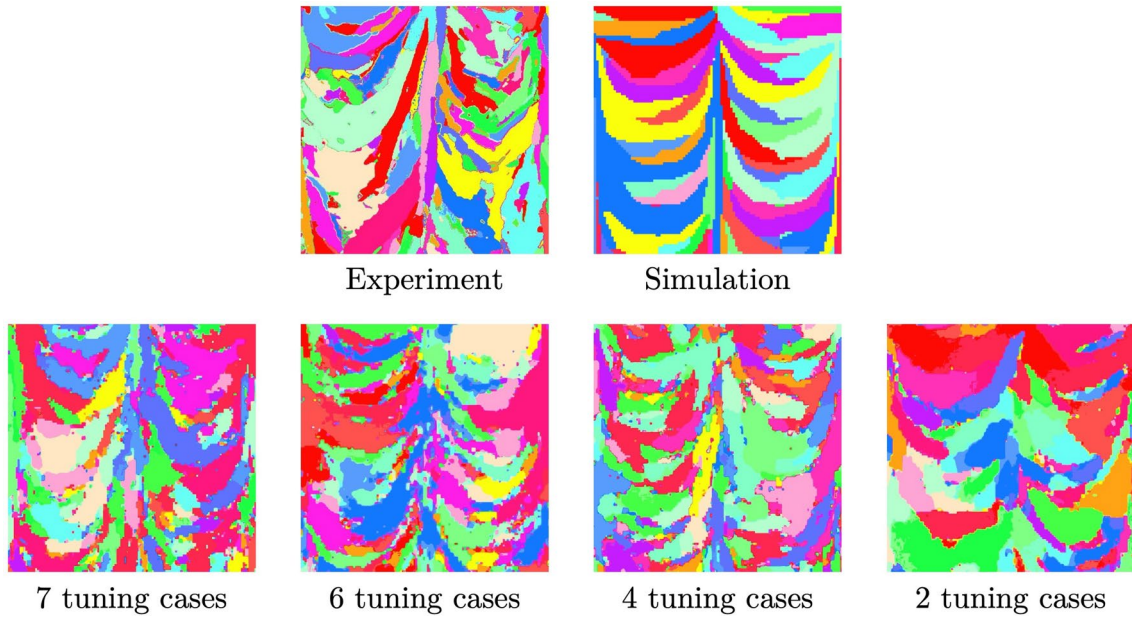 Experiment
Simulation
7 tuning cases
6 tuning cases
4 tuning cases
2 tuning cases